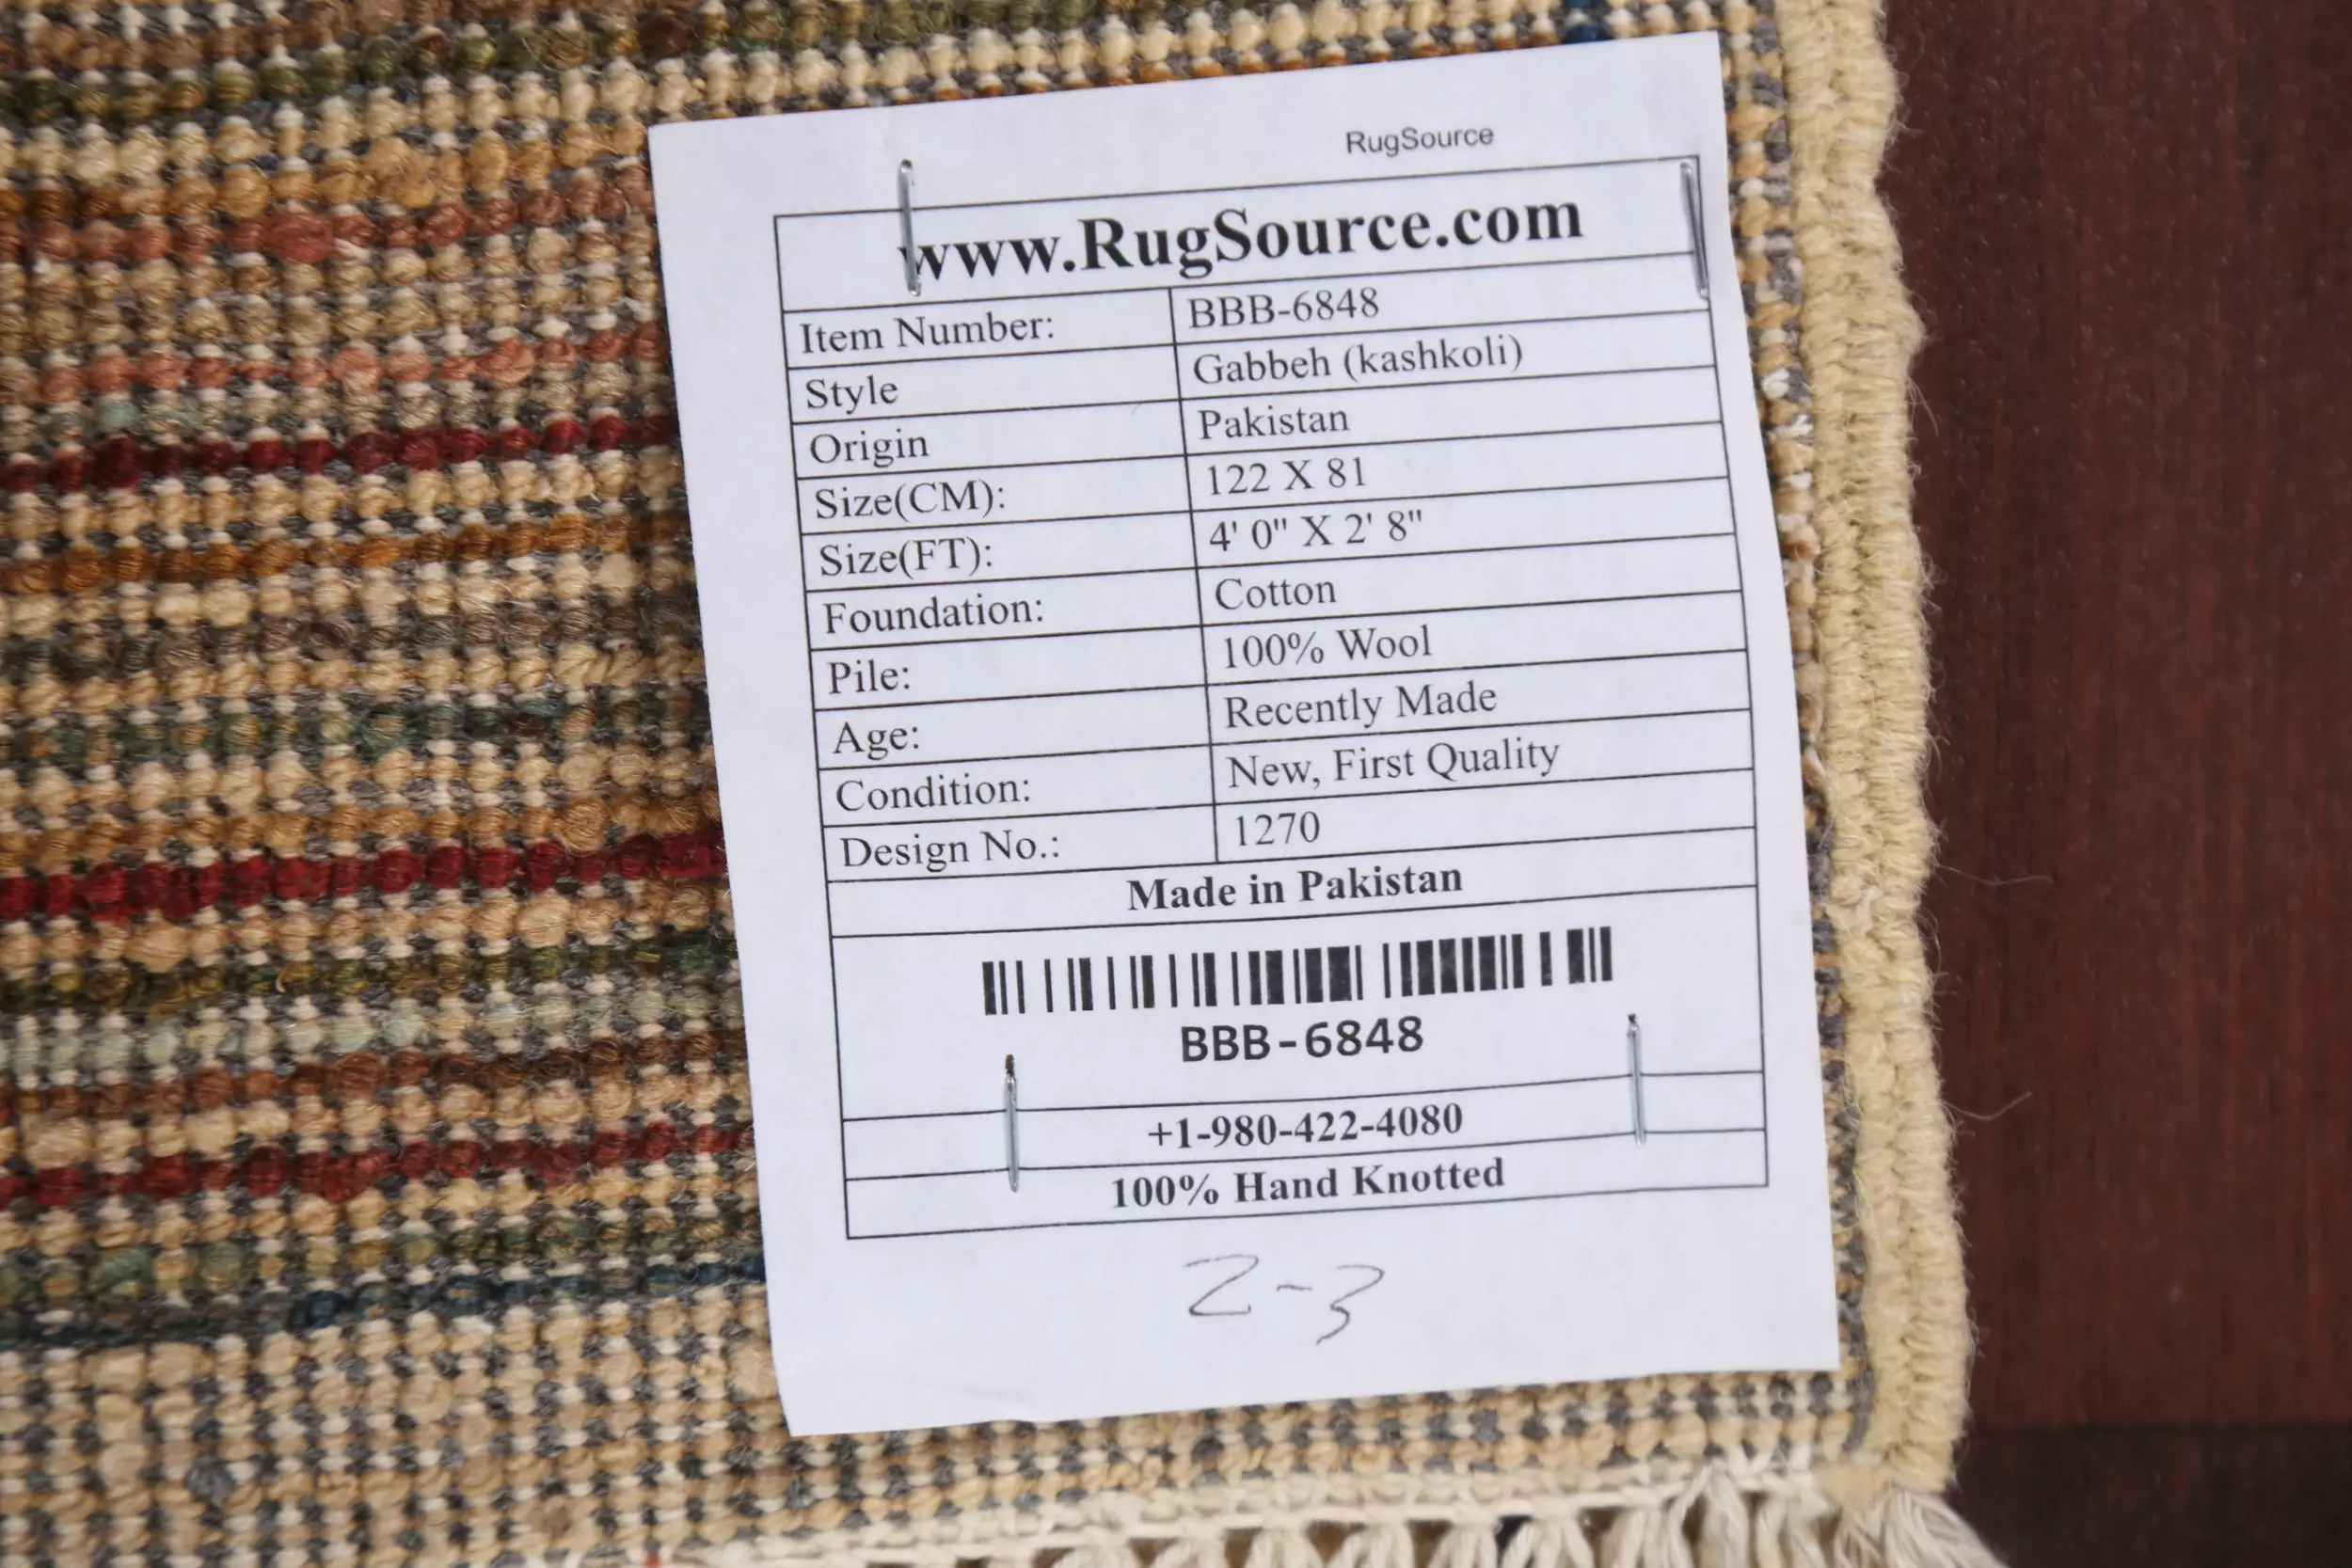 RugSource
www.RugSource.com
Item Number: BBB-6848
Style Gabbeh (kashkoli)
Origin Pakistan
Size(CM): 122 X 81
Size(FT): 4' 0" X 2' 8"
Foundation: Cotton
Pile: 100% Wool
Age: Recently Made
Condition: New, First Quality
Design No.: 1270
Made in Pakistan
BBB-6848
+1-980-422-4080
100% Hand Knotted
2-3